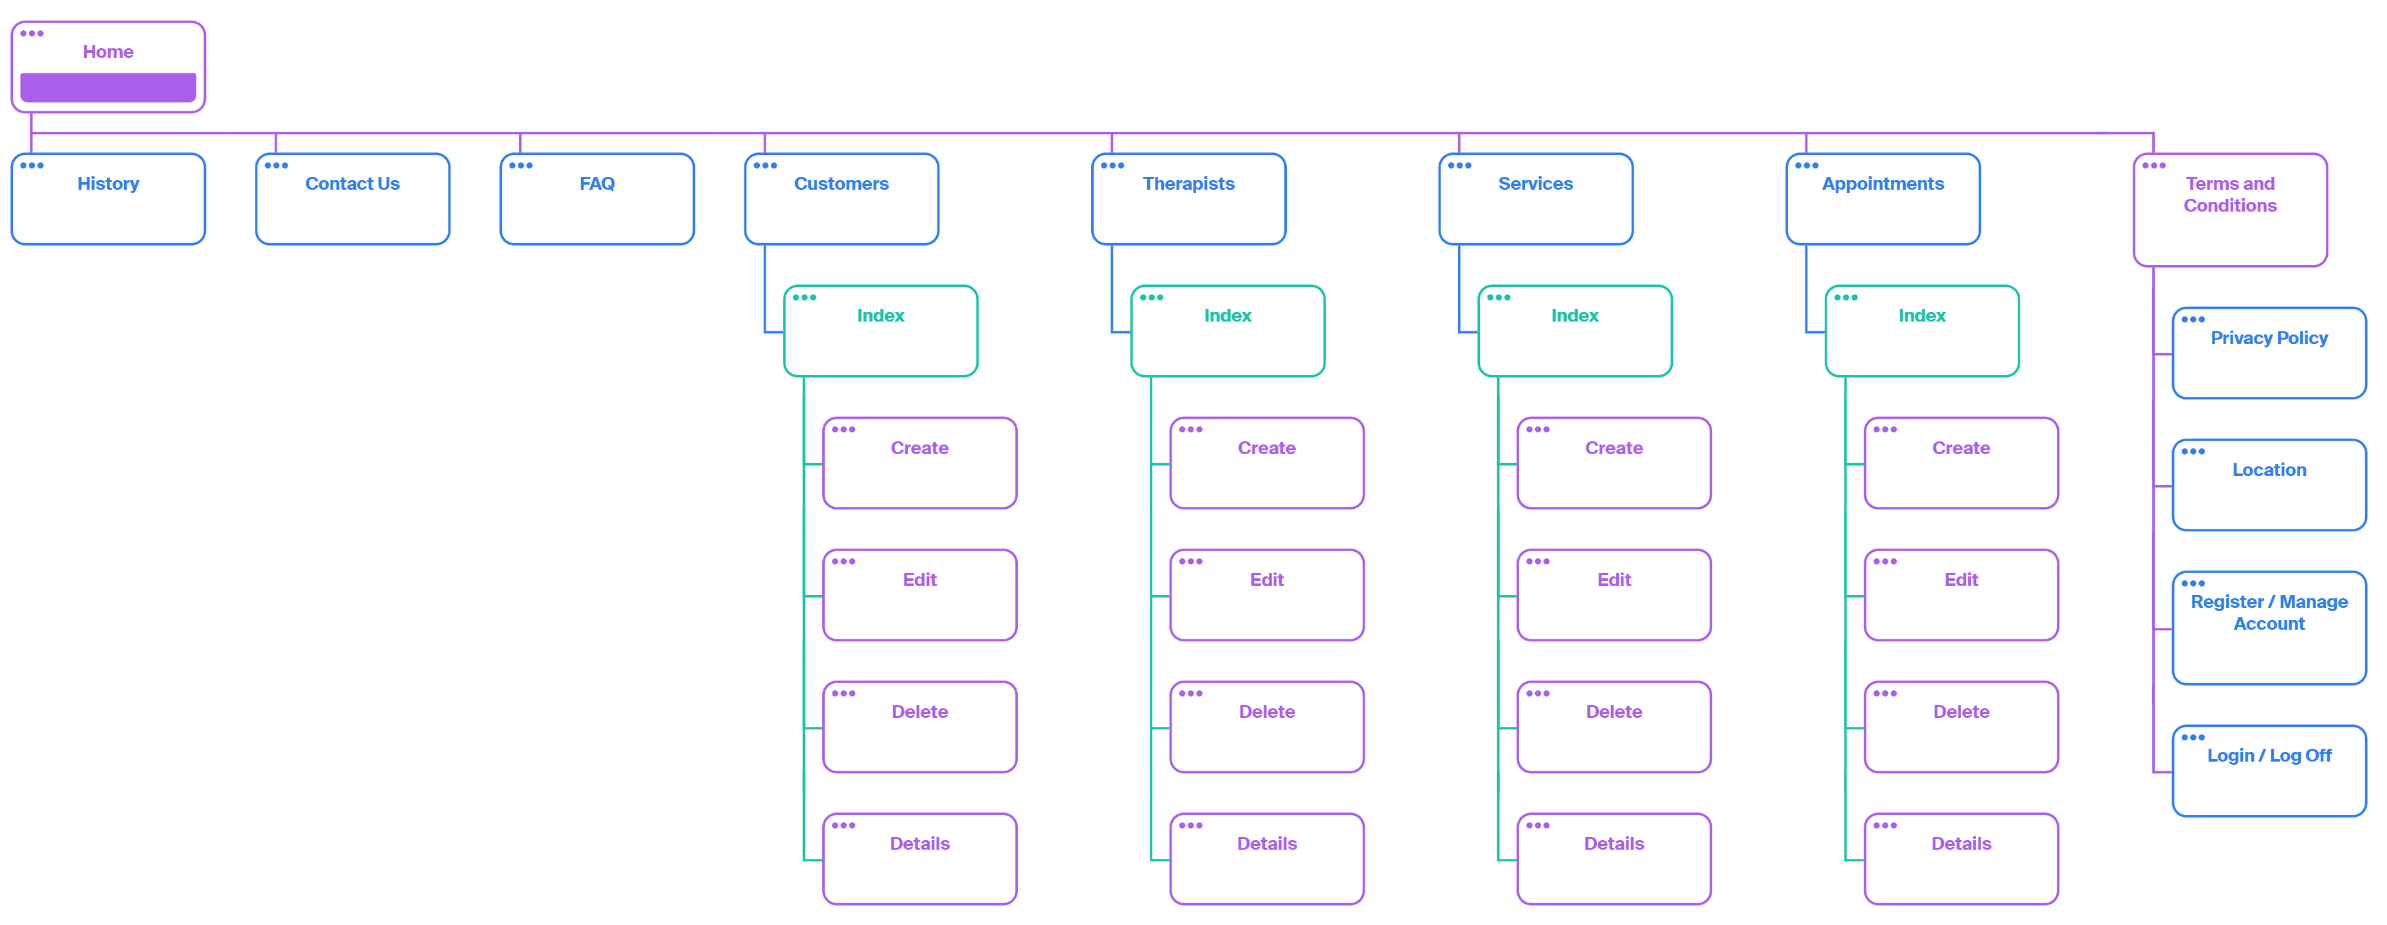 Home
History
Contact Us
FAQ
Customers
Therapists
Services
Appointments
Terms and
Conditions
Index
Index
Index
Index
Privacy Policy
Create
Create
Create
Create
Location
Edit
Edit
Edit
Edit
Register / Manage
Account
Delete
Delete
Delete
Delete
Login / Log Off
Details
Details
Details
Details